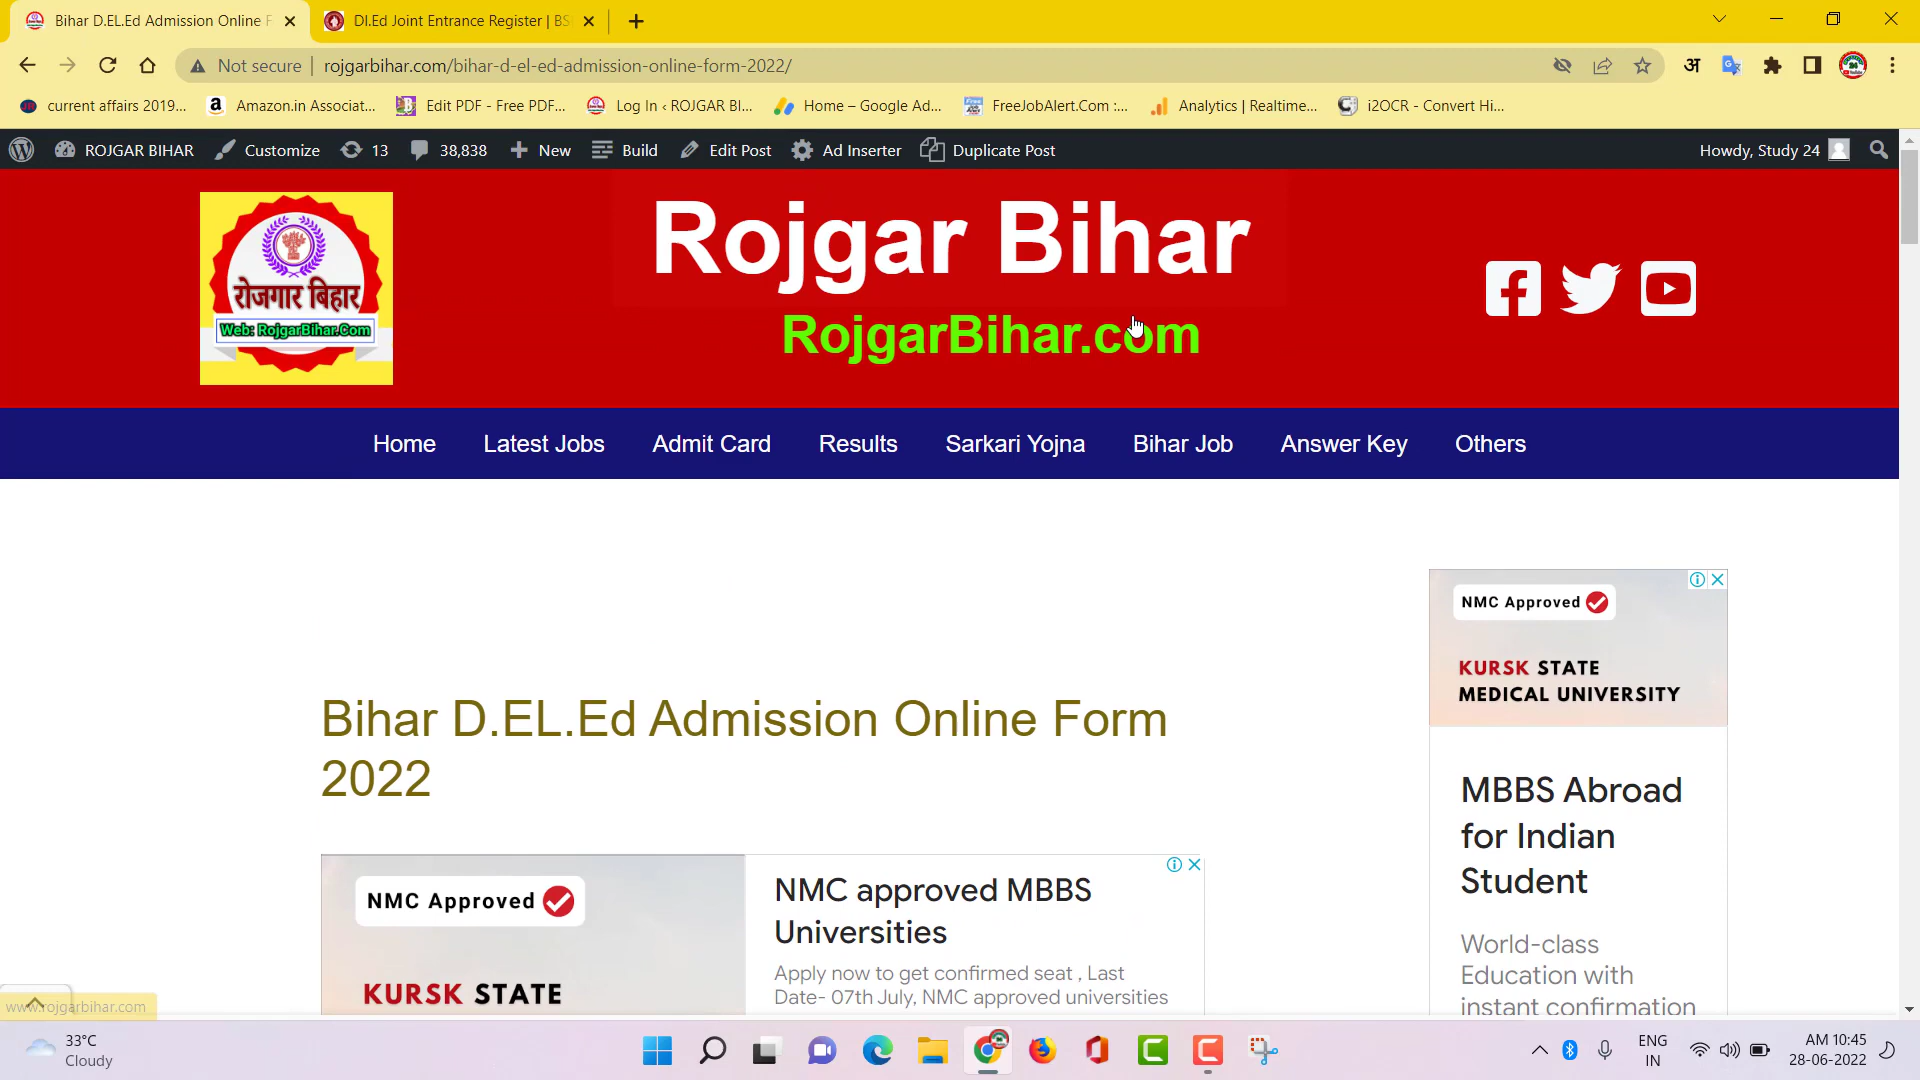 Bihar D.EL.Ed Admission Online F
DI.Ed Joint Entrance Register | BS
Not secure
rojgarbihar.com/bihar-d-el-ed-admission-online-form-2022/
अ
current affairs 2019...
Amazon.in Associat...
Edit PDF - Free PDF...
Log In ‹ ROJGAR BI...
Home – Google Ad...
FreeJobAlert.Com :...
Analytics | Realtime...
i2OCR - Convert Hi...
ROJGAR BIHAR
Customize
13
38,838
New
Build
Edit Post
Ad Inserter
Duplicate Post
Howdy, Study 24
रोजगार बिहार
Web: RojgarBihar.Com
Rojgar Bihar
RojgarBihar.com
Home
Latest Jobs
Admit Card
Results
Sarkari Yojna
Bihar Job
Answer Key
Others
Bihar D.EL.Ed Admission Online Form
2022
NMC Approved
KURSK STATE
NMC approved MBBS
Universities
Apply now to get confirmed seat , Last
Date- 07th July, NMC approved universities
NMC Approved
KURSK STATE
MEDICAL UNIVERSITY
MBBS Abroad
for Indian
Student
World-class
Education with
instant confirmation
www.rojgarbihar.com
33°C
Cloudy
ENG
IN
AM 10:45
28-06-2022